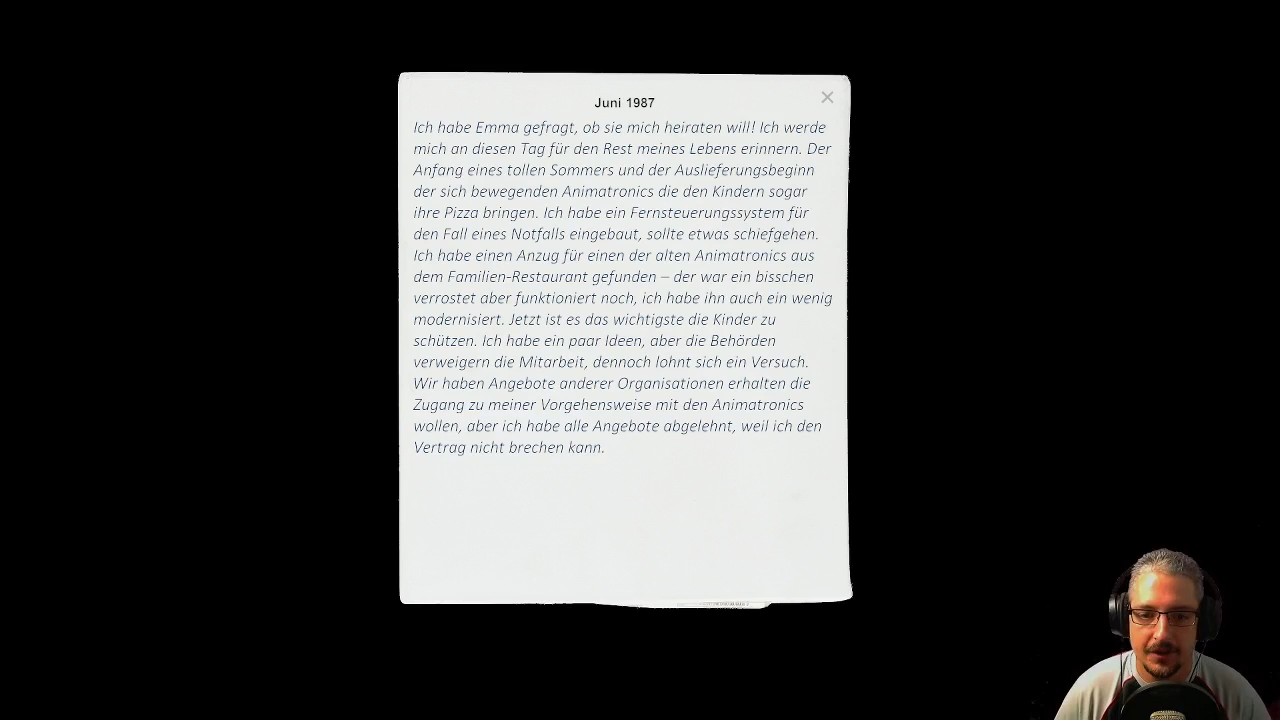 Juni 1987
Ich habe Emma gefragt, ob sie mich heiraten will! Ich werde
mich an diesen Tag für den Rest meines Lebens erinnern. Der
Anfang eines tollen Sommers und der Auslieferungsbeginn
der sich bewegenden Animatronics die den Kindern sogar
ihre Pizza bringen. Ich habe ein Fernsteuerungssystem für
den Fall eines Notfalls eingebaut, sollte etwas schiefgehen.
Ich habe einen Anzug für einen der alten Animatronics aus
dem Familien-Restaurant gefunden – der war ein bisschen
verrostet aber funktioniert noch, ich habe ihn auch ein wenig
modernisiert. Jetzt ist es das wichtigste die Kinder zu
schützen. Ich habe ein paar Ideen, aber die Behörden
verweigern die Mitarbeit, dennoch lohnt sich ein Versuch.
Wir haben Angebote anderer Organisationen erhalten die
Zugang zu meiner Vorgehensweise mit den Animatronics
wollen, aber ich habe alle Angebote abgelehnt, weil ich den
Vertrag nicht brechen kann.